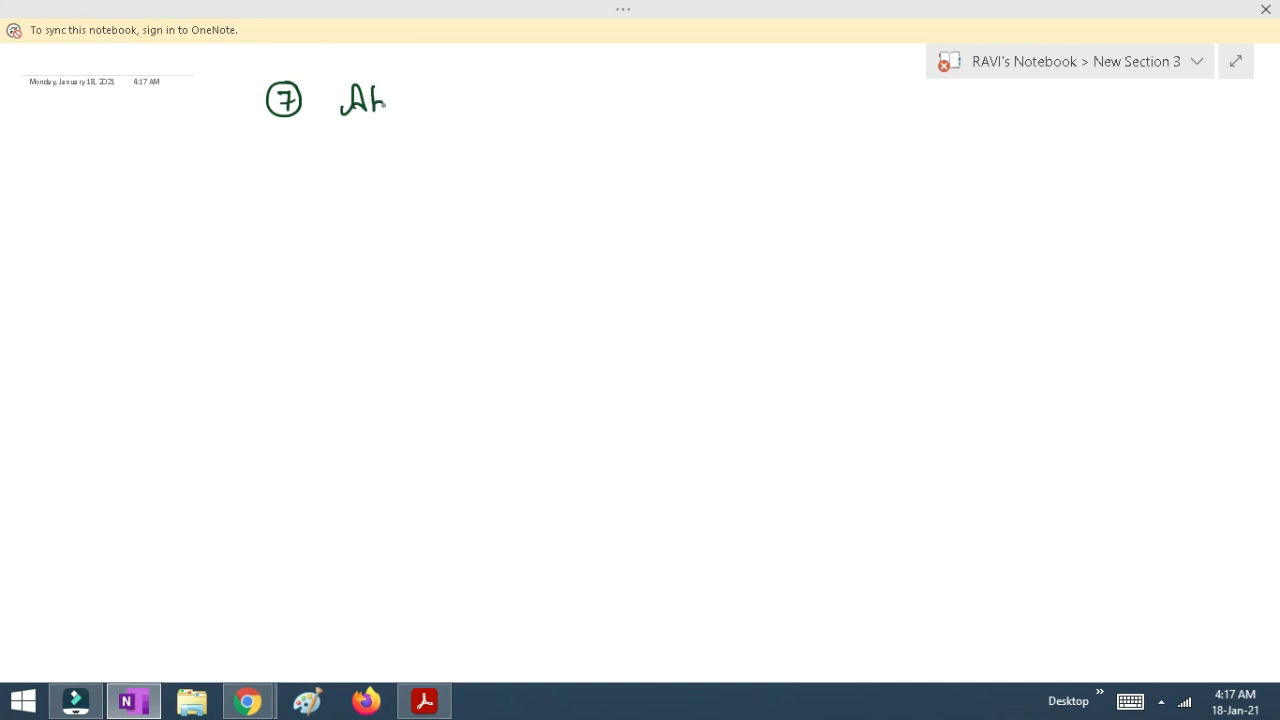 To sync this notebook, sign in to OneNote.
RAVI's Notebook > New Section 3
Monday, January 18, 2021 4:17 AM
7
Desktop
4:17 AM
18-Jan-21